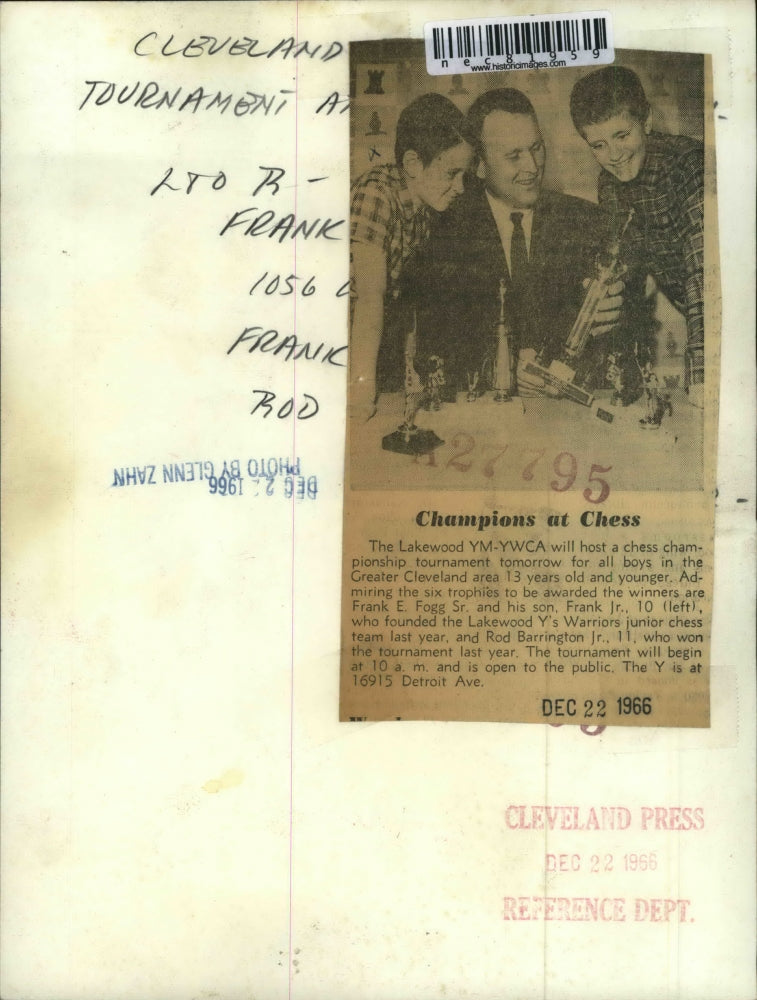 nec81959
www.historicimages.com
CLEVELAND
TOURNAMENT A
L TO R -
FRANK
1056
FRANK
ROD
PHOTO BY GLENN ZAHN
DEC 2 1966
A27795
Champions at Chess
The Lakewood YM-YWCA will host a chess cham-
pionship tournament tomorrow for all boys in the
Greater Cleveland area 13 years old and younger. Ad-
miring the six trophies to be awarded the winners are
Frank E. Fogg Sr. and his son, Frank Jr., 10 (left),
who founded the Lakewood Y's Warriors junior chess
team last year, and Rod Barrington Jr., 11, who won
the tournament last year. The tournament will begin
at 10 a. m. and is open to the public. The Y is at
16915 Detroit Ave.
DEC 22 1966
CLEVELAND PRESS
DEC 22 1966
REFERENCE DEPT.